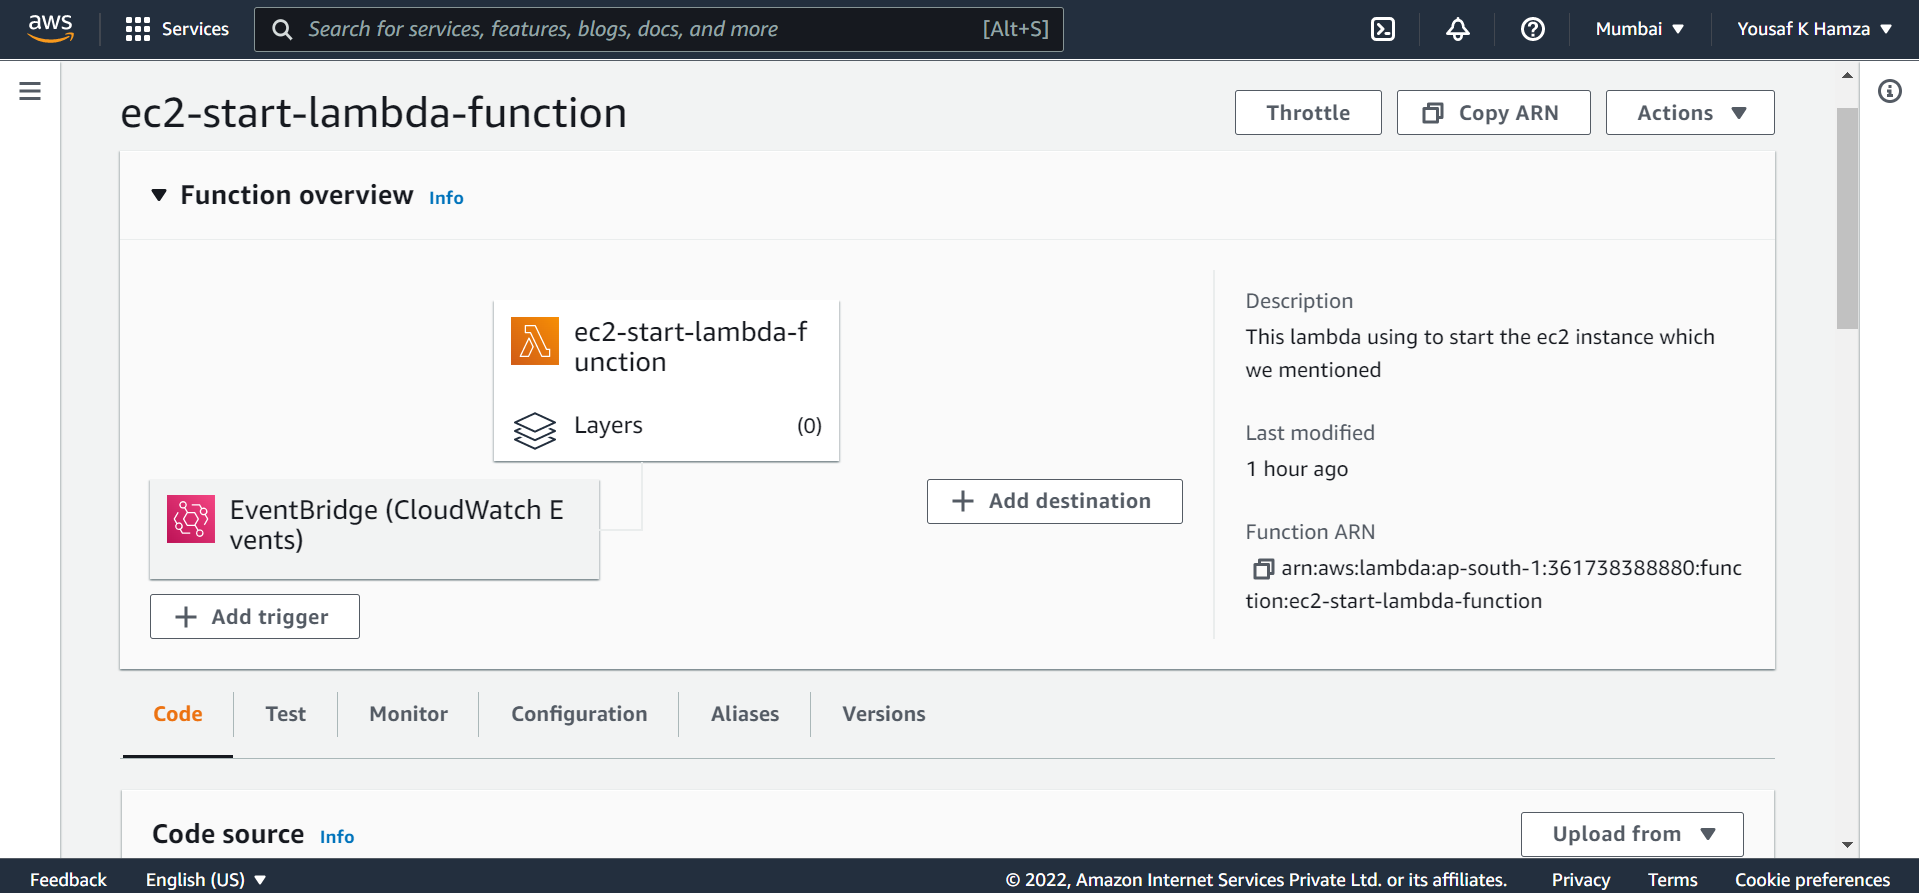 aws
Services
Search for services, features, blogs, docs, and more
[Alt+S]
Mumbai
Yousaf K Hamza
ec2-start-lambda-function
Throttle
Copy ARN
Actions
Function overview Info
ec2-start-lambda-f
unction
Layers
(0)
EventBridge (CloudWatch E
vents)
Add trigger
Add destination
Description
This lambda using to start the ec2 instance which
we mentioned
Last modified
1 hour ago
Function ARN
arn:aws:lambda:ap-south-1:361738388880:func
tion:ec2-start-lambda-function
Code
Test
Monitor
Configuration
Aliases
Versions
Code source Info
Upload from
Feedback
English (US)
© 2022, Amazon Internet Services Private Ltd. or its affiliates.
Privacy
Terms
Cookie preferences